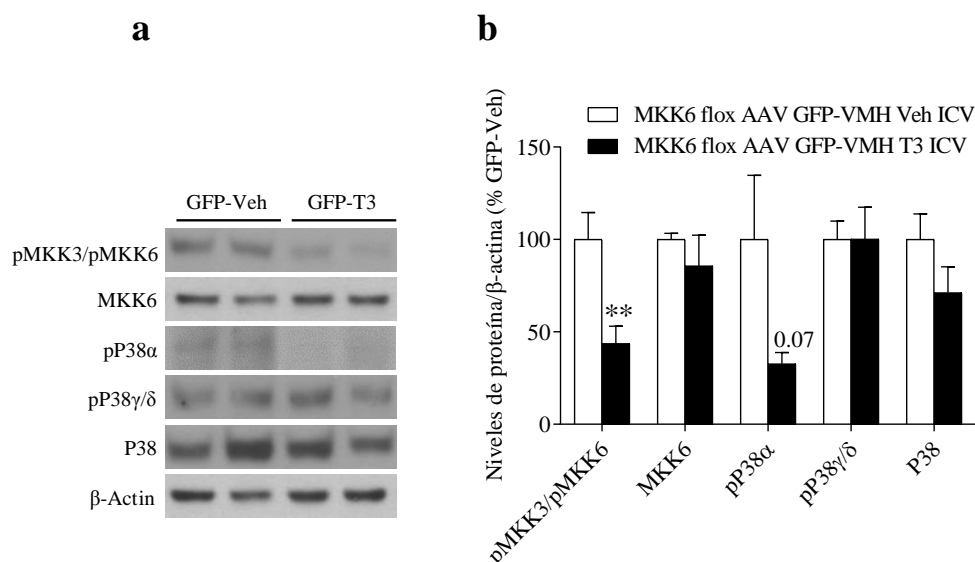 a
GFP-Veh GFP-T3
pMKK3/pMKK6
MKK6
pP38α
pP38γ/δ
P38
β-Actin
b
MKK6 flox AAV GFP-VMH Veh ICV
MKK6 flox AAV GFP-VMH T3 ICV
Niveles de proteína/β-actina (% GFP-Veh)
150
100
50
0
**
0.07
pMKK3/pMKK6
MKK6
pP38α
pP38γ/δ
P38